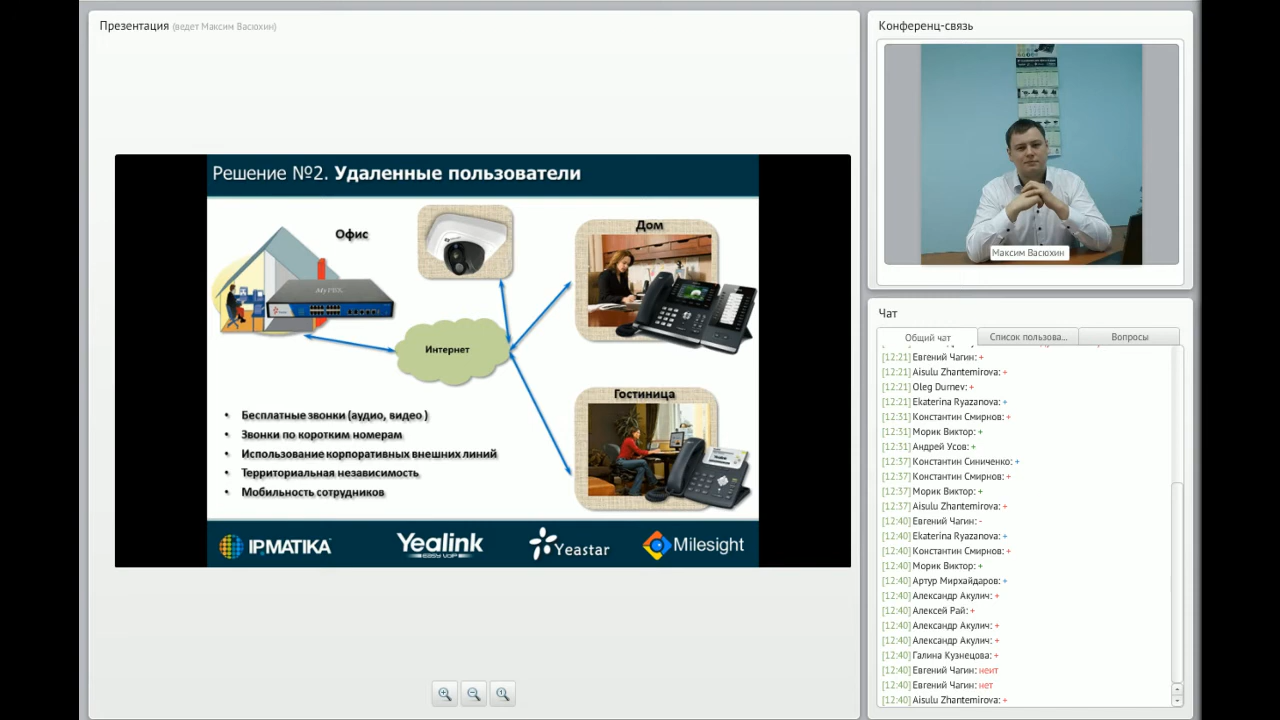 Презентация (ведет Максим Васюхин)
Решение №2. Удаленные пользователи
Офис
MyPBX
Интернет
Дом
Гостиница
• Бесплатные звонки (аудио, видео )
• Звонки по коротким номерам
• Использование корпоративных внешних линий
• Территориальная независимость
• Мобильность сотрудников
IPMATIKA
Yealink
EASY VOIP
Yeastar
Milesight
Конференц-связь
Максим Васюхин
Чат
Общий чат
Список пользова...
Вопросы
[12:21] Евгений Чагин: +
[12:21] Aisulu Zhantemirova: +
[12:21] Oleg Durnev: +
[12:21] Ekaterina Ryazanova: +
[12:31] Константин Смирнов: +
[12:31] Морик Виктор: +
[12:31] Андрей Усов: +
[12:37] Константин Синиченко: +
[12:37] Константин Смирнов: +
[12:37] Морик Виктор: +
[12:37] Aisulu Zhantemirova: +
[12:40] Евгений Чагин: -
[12:40] Ekaterina Ryazanova: +
[12:40] Константин Смирнов: +
[12:40] Морик Виктор: +
[12:40] Артур Мирхайдаров: +
[12:40] Александр Акулич: +
[12:40] Алексей Рай: +
[12:40] Александр Акулич: +
[12:40] Александр Акулич: +
[12:40] Галина Кузнецова: +
[12:40] Евгений Чагин: неит
[12:40] Евгений Чагин: нет
[12:40] Aisulu Zhantemirova: +